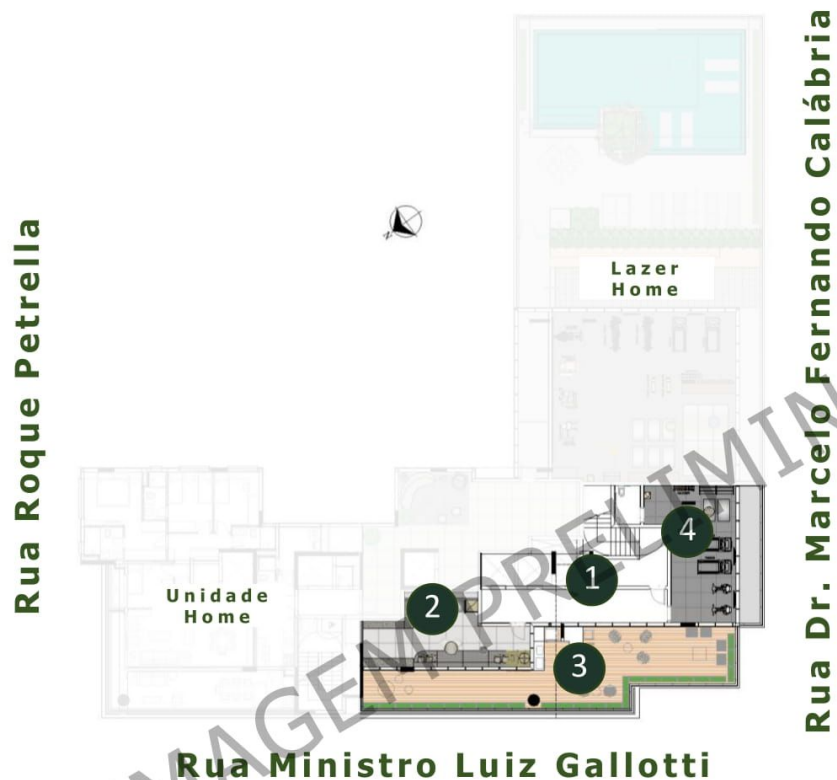 Rua Roque Petrella
Rua Dr. Marcelo Fernando Calábria
Lazer
Home
Unidade
Home
1
2
3
4
Rua Ministro Luiz Gallotti
IMAGEM PRELIMIN
N